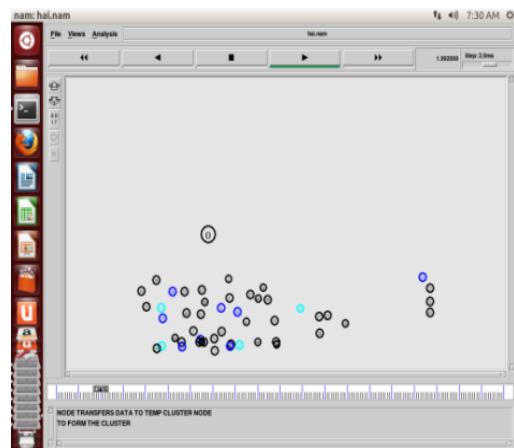 nam: hal.nam
7:30 AM
File Views Analysis
hal.nam
1.992000
Step: 2.0ms
0
NODE TRANSFERS DATA TO TEMP CLUSTER NODE
TO FORM THE CLUSTER